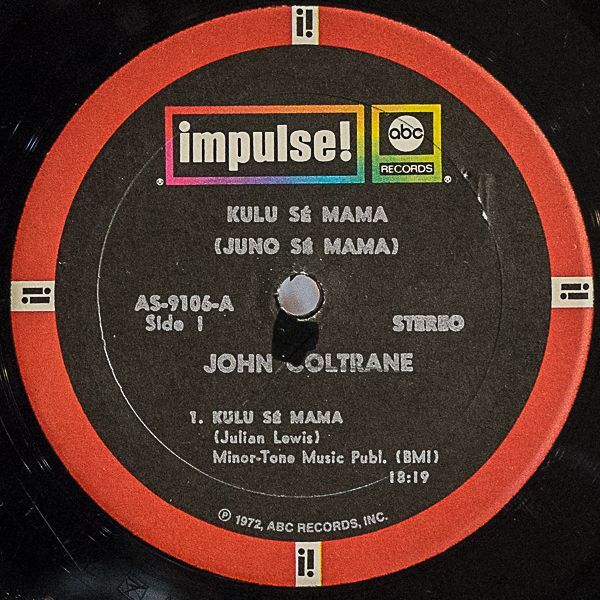 i!
impulse!
abc
RECORDS
®
®
KULU SÉ MAMA
(JUNO SÉ MAMA)
i!
i!
AS-9106-A
Side 1
STEREO
JOHN COLTRANE
1. KULU SÉ MAMA
(Julian Lewis)
Minor-Tone Music Publ. (BMI)
18:19
℗ 1972, ABC RECORDS, INC.
i!